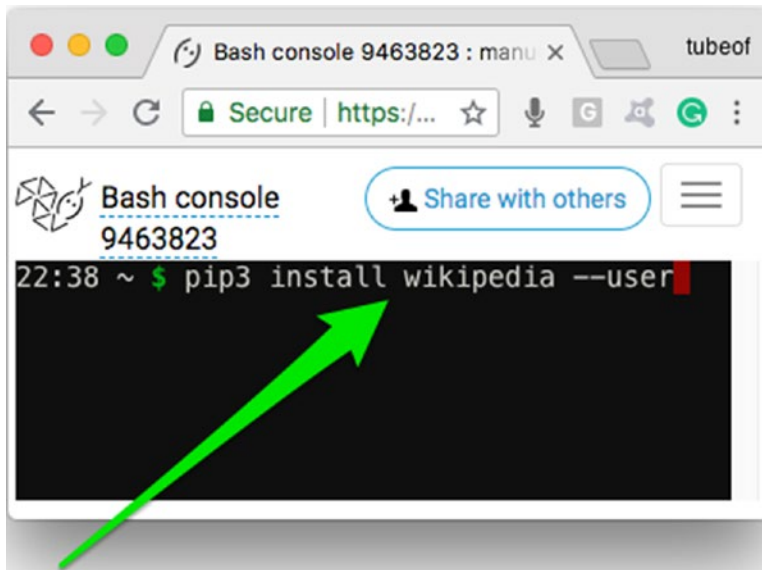 Bash console 9463823 : manu
tubeof
Secure | https:/...
G
a
G
Bash console
9463823
Share with others
22:38 ~ $ pip3 install wikipedia --user